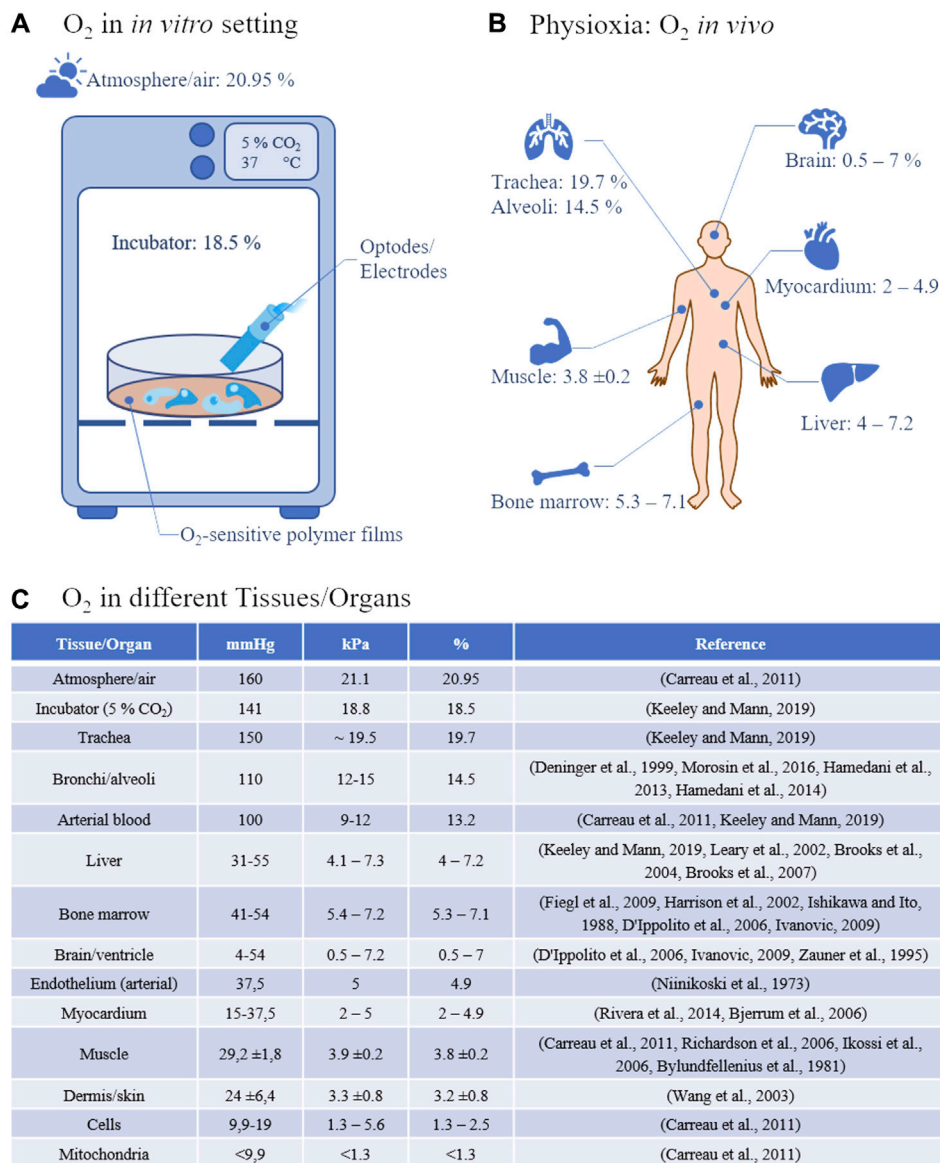 A O₂ in in vitro setting
Atmosphere/air: 20.95 %
5 % CO₂
37 °C
Incubator: 18.5 %
Optodes/
Electrodes
O₂-sensitive polymer films
B Physioxia: O₂ in vivo
Trachea: 19.7 %
Alveoli: 14.5 %
Brain: 0.5 – 7 %
Myocardium: 2 – 4.9
Muscle: 3.8 ±0.2
Liver: 4 – 7.2
Bone marrow: 5.3 – 7.1
C O₂ in different Tissues/Organs
Tissue/Organ mmHg kPa % Reference
Atmosphere/air 160 21.1 20.95 (Carreau et al., 2011)
Incubator (5 % CO₂) 141 18.8 18.5 (Keeley and Mann, 2019)
Trachea 150 ~ 19.5 19.7 (Keeley and Mann, 2019)
Bronchi/alveoli 110 12-15 14.5 (Deninger et al., 1999, Morosin et al., 2016, Hamedani et al.,
2013, Hamedani et al., 2014)
Arterial blood 100 9-12 13.2 (Carreau et al., 2011, Keeley and Mann, 2019)
Liver 31-55 4.1 – 7.3 4 – 7.2 (Keeley and Mann, 2019, Leary et al., 2002, Brooks et al.,
2004, Brooks et al., 2007)
Bone marrow 41-54 5.4 – 7.2 5.3 – 7.1 (Fiegl et al., 2009, Harrison et al., 2002, Ishikawa and Ito,
1988, D'Ippolito et al., 2006, Ivanovic, 2009)
Brain/ventricle 4-54 0.5 – 7.2 0.5 – 7 (D'Ippolito et al., 2006, Ivanovic, 2009, Zauner et al., 1995)
Endothelium (arterial) 37,5 5 4.9 (Niinikoski et al., 1973)
Myocardium 15-37,5 2 – 5 2 – 4.9 (Rivera et al., 2014, Bjerrum et al., 2006)
Muscle 29,2 ±1,8 3.9 ±0.2 3.8 ±0.2 (Carreau et al., 2011, Richardson et al., 2006, Ikossi et al.,
2006, Bylundfellenius et al., 1981)
Dermis/skin 24 ±6,4 3.3 ±0.8 3.2 ±0.8 (Wang et al., 2003)
Cells 9,9-19 1.3 – 5.6 1.3 – 2.5 (Carreau et al., 2011)
Mitochondria <9,9 <1.3 <1.3 (Carreau et al., 2011)